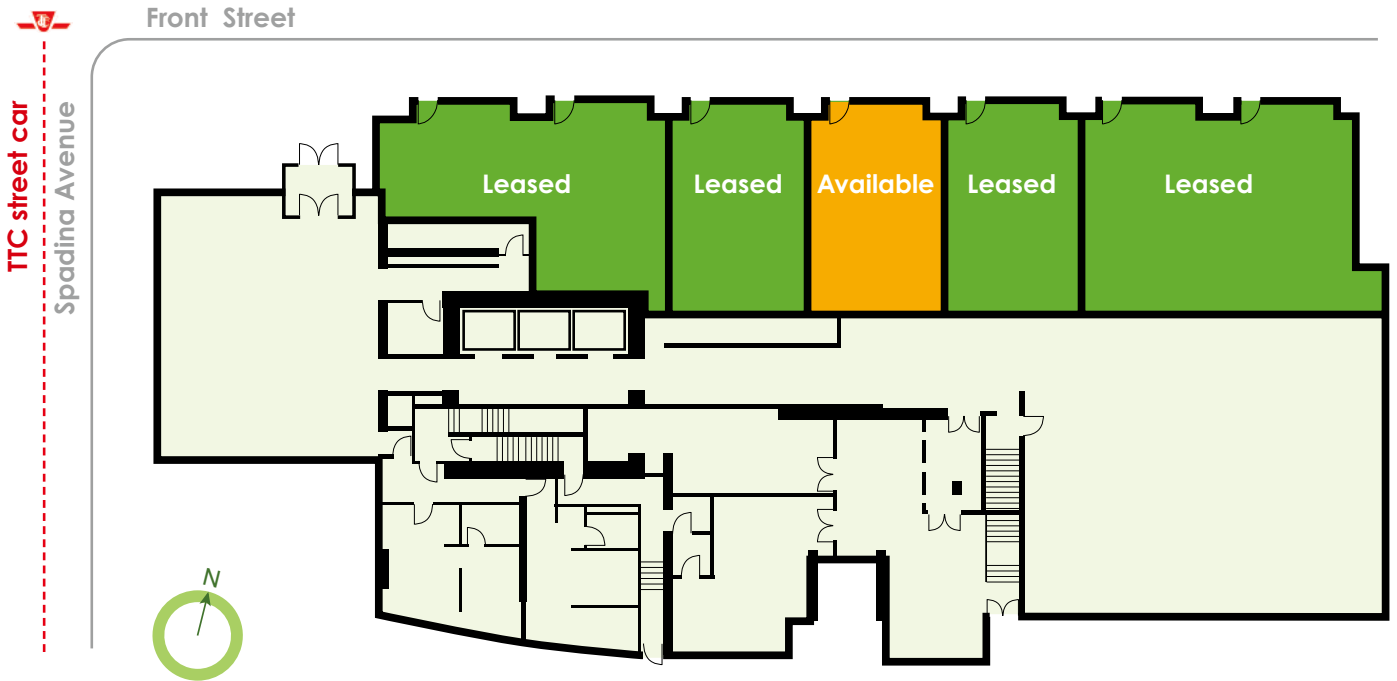 Front Street
TTC street car
Spadina Avenue
Leased
Leased
Available
Leased
Leased
N